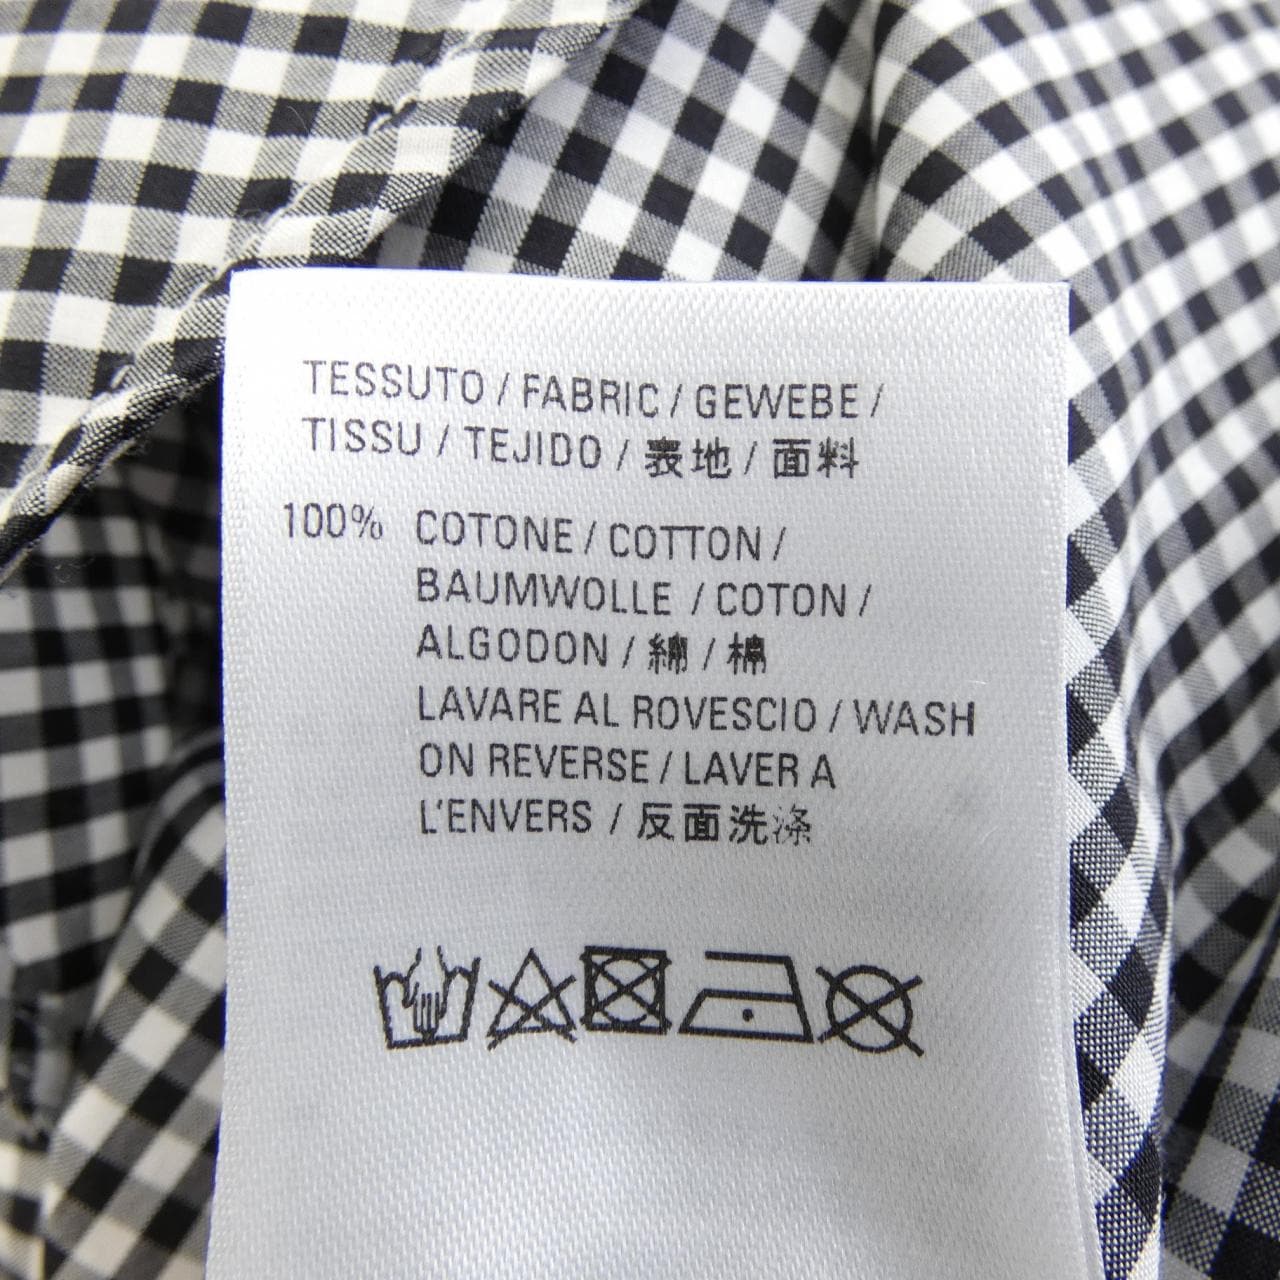 TESSUTO / FABRIC / GEWEBE /
TISSU / TEJIDO / 表地 / 面料
100% COTONE / COTTON /
BAUMWOLLE / COTON /
ALGODON / 綿 / 棉
LAVARE AL ROVESCIO / WASH
ON REVERSE / LAVER A
L'ENVERS / 反面洗涤